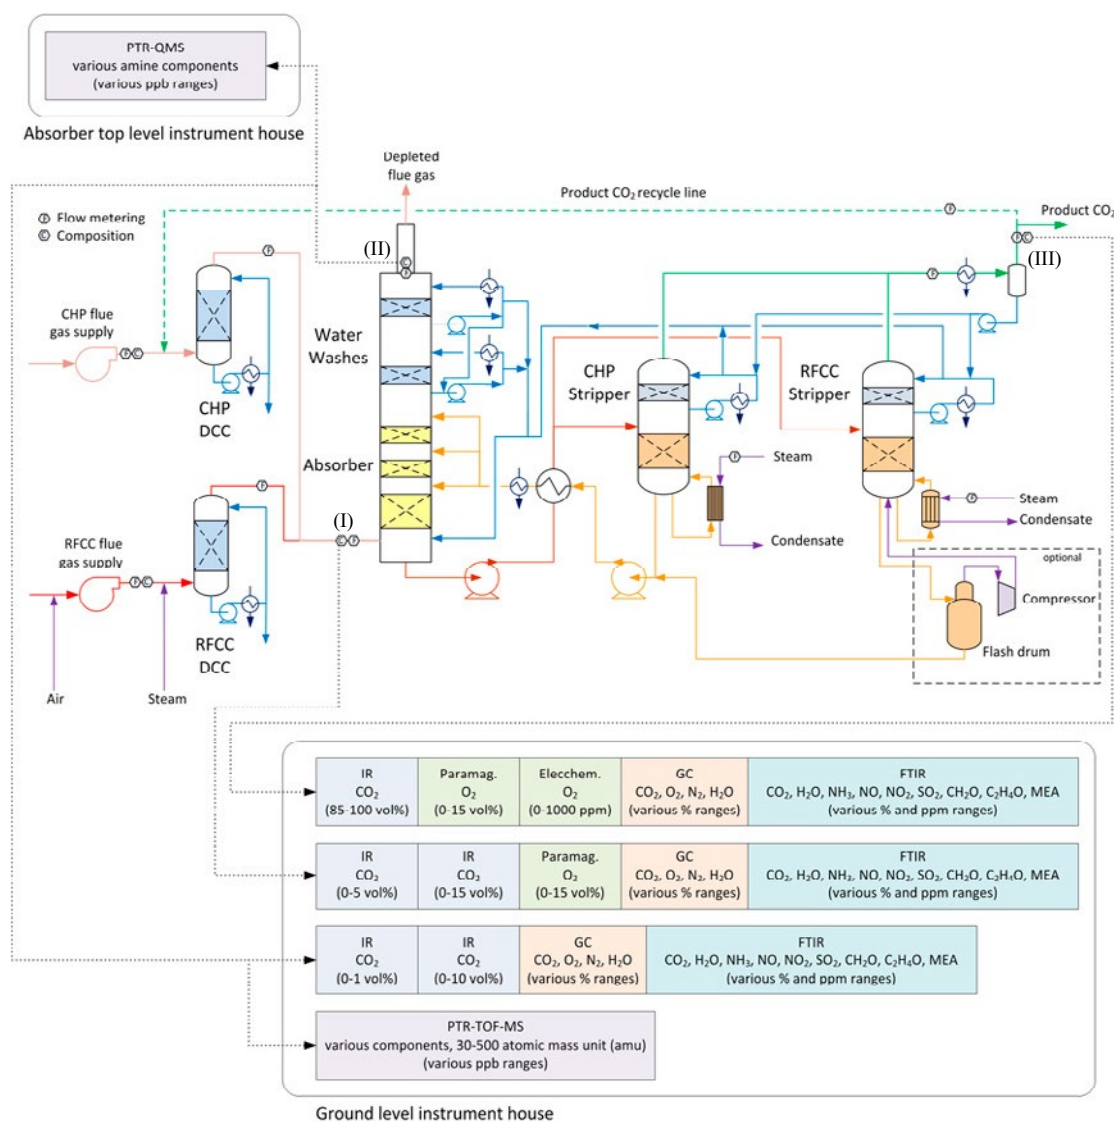 PTR-QMS
various amine components
(various ppb ranges)
Absorber top level instrument house
Depleted
flue gas
Product CO₂ recycle line
Product CO₂
Ⓕ Flow metering
Ⓒ Composition
(II)
(III)
CHP flue
gas supply
Water
Washes
CHP
DCC
CHP
Stripper
RFCC
Stripper
Absorber
Steam
Steam
(I)
Condensate
Condensate
RFCC flue
gas supply
optional
Compressor
Flash drum
RFCC
DCC
Air
Steam
IR
CO₂
(85-100 vol%)
Paramag.
O₂
(0-15 vol%)
Elecchem.
O₂
(0-1000 ppm)
GC
CO₂, O₂, N₂, H₂O
(various % ranges)
FTIR
CO₂, H₂O, NH₃, NO, NO₂, SO₂, CH₂O, C₂H₄O, MEA
(various % and ppm ranges)
IR
CO₂
(0-5 vol%)
IR
CO₂
(0-15 vol%)
Paramag.
O₂
(0-15 vol%)
GC
CO₂, O₂, N₂, H₂O
(various % ranges)
FTIR
CO₂, H₂O, NH₃, NO, NO₂, SO₂, CH₂O, C₂H₄O, MEA
(various % and ppm ranges)
IR
CO₂
(0-1 vol%)
IR
CO₂
(0-10 vol%)
GC
CO₂, O₂, N₂, H₂O
(various % ranges)
FTIR
CO₂, H₂O, NH₃, NO, NO₂, SO₂, CH₂O, C₂H₄O, MEA
(various % and ppm ranges)
PTR-TOF-MS
various components, 30-500 atomic mass unit (amu)
(various ppb ranges)
Ground level instrument house